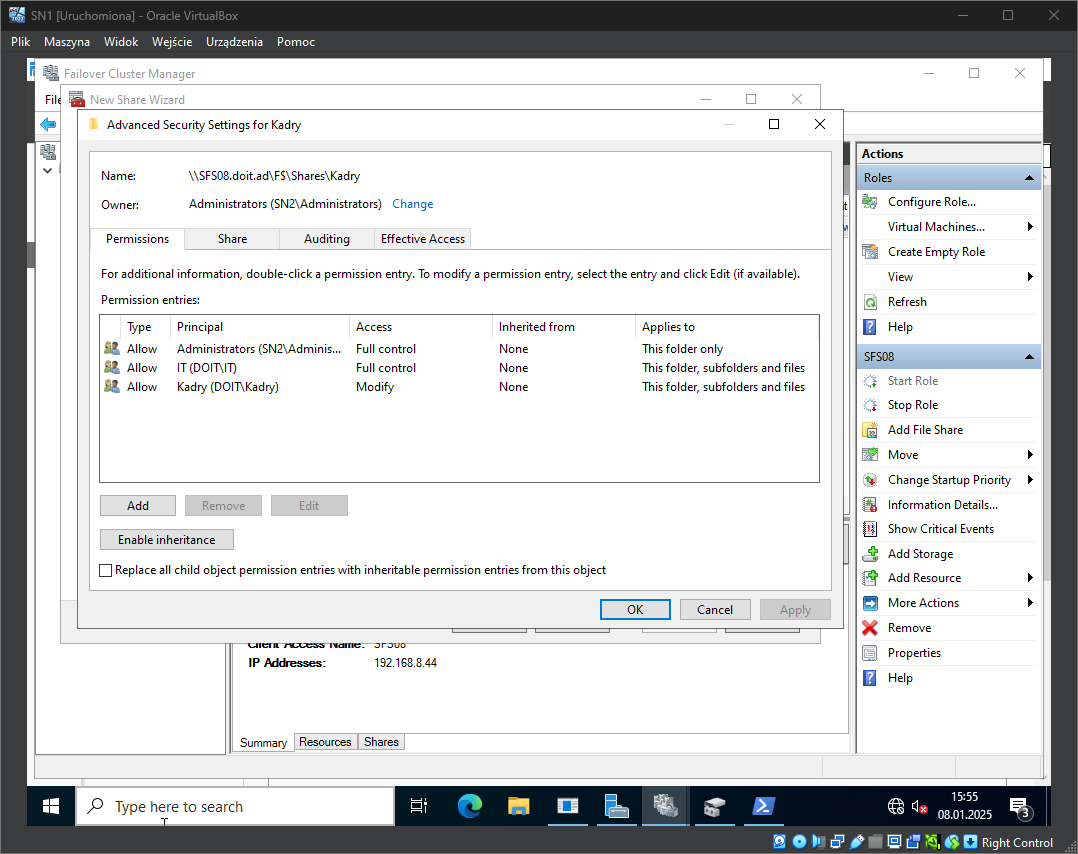 SN1 [Uruchomiona] - Oracle VirtualBox
Plik Maszyna Widok Wejście Urządzenia Pomoc
Failover Cluster Manager
File
New Share Wizard
Advanced Security Settings for Kadry
Name: \\SFS08.doit.ad\F$\Shares\Kadry
Owner: Administrators (SN2\Administrators) Change
Permissions Share Auditing Effective Access
For additional information, double-click a permission entry. To modify a permission entry, select the entry and click Edit (if available).
Permission entries:
Type Principal Access Inherited from Applies to
Allow Administrators (SN2\Adminis... Full control None This folder only
Allow IT (DOIT\IT) Full control None This folder, subfolders and files
Allow Kadry (DOIT\Kadry) Modify None This folder, subfolders and files
Add Remove Edit
Enable inheritance
Replace all child object permission entries with inheritable permission entries from this object
OK Cancel Apply
Client Access Name: SFS08
IP Addresses: 192.168.8.44
Summary Resources Shares
Actions
Roles
Configure Role...
Virtual Machines...
Create Empty Role
View
Refresh
Help
SFS08
Start Role
Stop Role
Add File Share
Move
Change Startup Priority
Information Details...
Show Critical Events
Add Storage
Add Resource
More Actions
Remove
Properties
Help
Type here to search
15:55
08.01.2025
3
Right Control